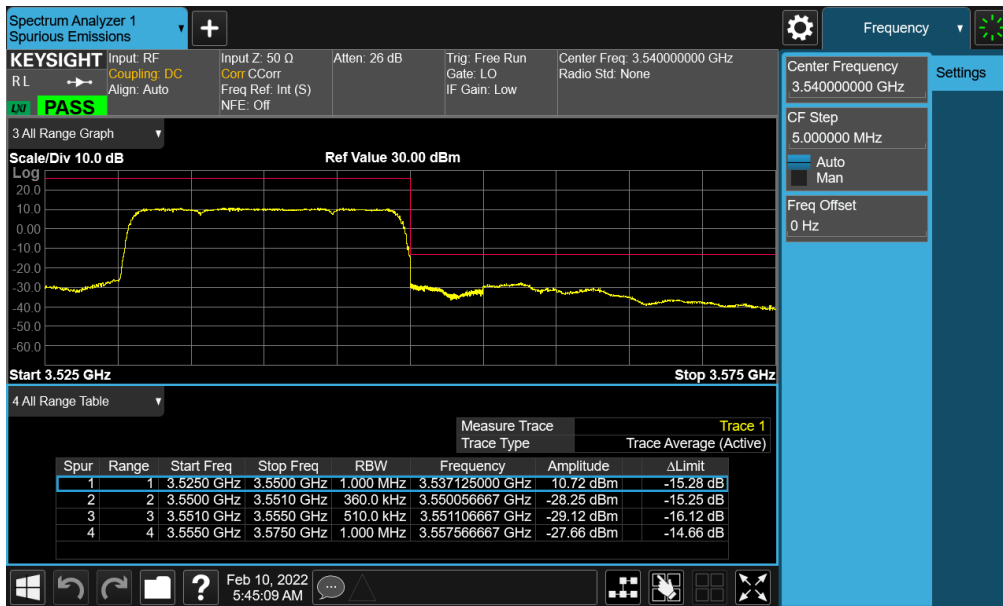 Spectrum Analyzer 1
Spurious Emissions
+
Frequency
KEYSIGHT
R L
LXI
PASS
Input: RF
Coupling: DC
Align: Auto
Input Z: 50 Ω
Corr CCorr
Freq Ref: Int (S)
NFE: Off
Atten: 26 dB
Trig: Free Run
Gate: LO
IF Gain: Low
Center Freq: 3.540000000 GHz
Radio Std: None
Center Frequency
3.540000000 GHz
Settings
CF Step
5.000000 MHz
Auto
Man
Freq Offset
0 Hz
3 All Range Graph
Scale/Div 10.0 dB
Ref Value 30.00 dBm
Log
20.0
10.0
0.00
-10.0
-20.0
-30.0
-40.0
-50.0
-60.0
Start 3.525 GHz
Stop 3.575 GHz
4 All Range Table
Measure Trace Trace 1
Trace Type Trace Average (Active)
Spur Range Start Freq Stop Freq RBW Frequency Amplitude ΔLimit
1 1 3.5250 GHz 3.5500 GHz 1.000 MHz 3.537125000 GHz 10.72 dBm -15.28 dB
2 2 3.5500 GHz 3.5510 GHz 360.0 kHz 3.550056667 GHz -28.25 dBm -15.25 dB
3 3 3.5510 GHz 3.5550 GHz 510.0 kHz 3.551106667 GHz -29.12 dBm -16.12 dB
4 4 3.5550 GHz 3.5750 GHz 1.000 MHz 3.557566667 GHz -27.66 dBm -14.66 dB
?
Feb 10, 2022
5:45:09 AM